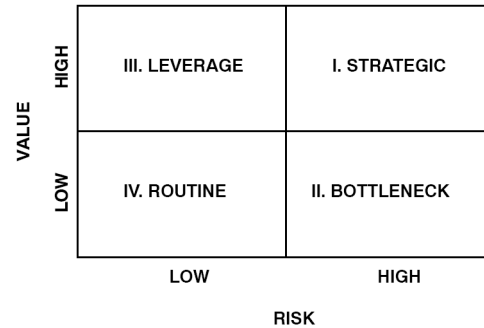 HIGH
III. LEVERAGE
I. STRATEGIC
VALUE
LOW
IV. ROUTINE
II. BOTTLENECK
LOW
HIGH
RISK